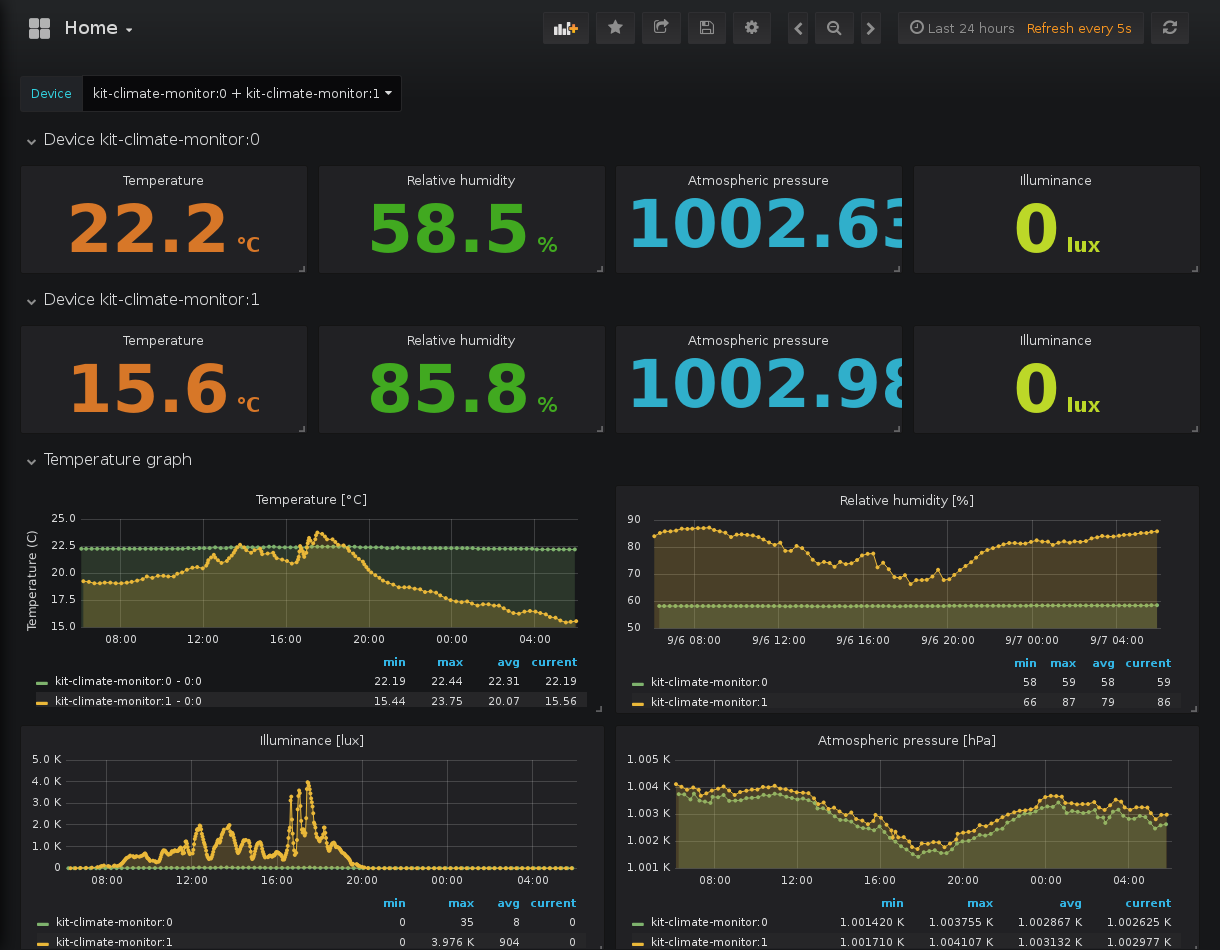 Home
Last 24 hours Refresh every 5s
Device kit-climate-monitor:0 + kit-climate-monitor:1
Device kit-climate-monitor:0
Temperature Relative humidity Atmospheric pressure Illuminance
22.2 °C 58.5 % 1002.63 0 lux
Device kit-climate-monitor:1
Temperature Relative humidity Atmospheric pressure Illuminance
15.6 °C 85.8 % 1002.98 0 lux
Temperature graph
Temperature [°C]
Temperature (C)
25.0
22.5
20.0
17.5
15.0
08:00 12:00 16:00 20:00 00:00 04:00
min max avg current
kit-climate-monitor:0 - 0:0 22.19 22.44 22.31 22.19
kit-climate-monitor:1 - 0:0 15.44 23.75 20.07 15.56
Relative humidity [%]
90
80
70
60
50
9/6 08:00 9/6 12:00 9/6 16:00 9/6 20:00 9/7 00:00 9/7 04:00
min max avg current
kit-climate-monitor:0 58 59 58 59
kit-climate-monitor:1 66 87 79 86
Illuminance [lux]
5.0 K
4.0 K
3.0 K
2.0 K
1.0 K
0
08:00 12:00 16:00 20:00 00:00 04:00
min max avg current
kit-climate-monitor:0 0 35 8 0
kit-climate-monitor:1 0 3.976 K 904 0
Atmospheric pressure [hPa]
1.005 K
1.004 K
1.003 K
1.002 K
1.001 K
08:00 12:00 16:00 20:00 00:00 04:00
min max avg current
kit-climate-monitor:0 1.001420 K 1.003755 K 1.002867 K 1.002625 K
kit-climate-monitor:1 1.001710 K 1.004107 K 1.003132 K 1.002977 K